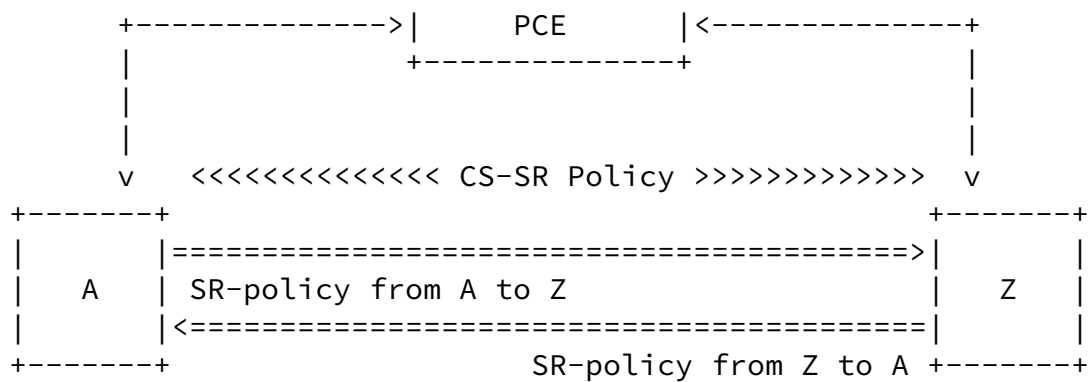 PCE
v <<<<<<<<<<<<<< CS-SR Policy >>>>>>>>>>>>> v
A SR-policy from A to Z Z
SR-policy from Z to A